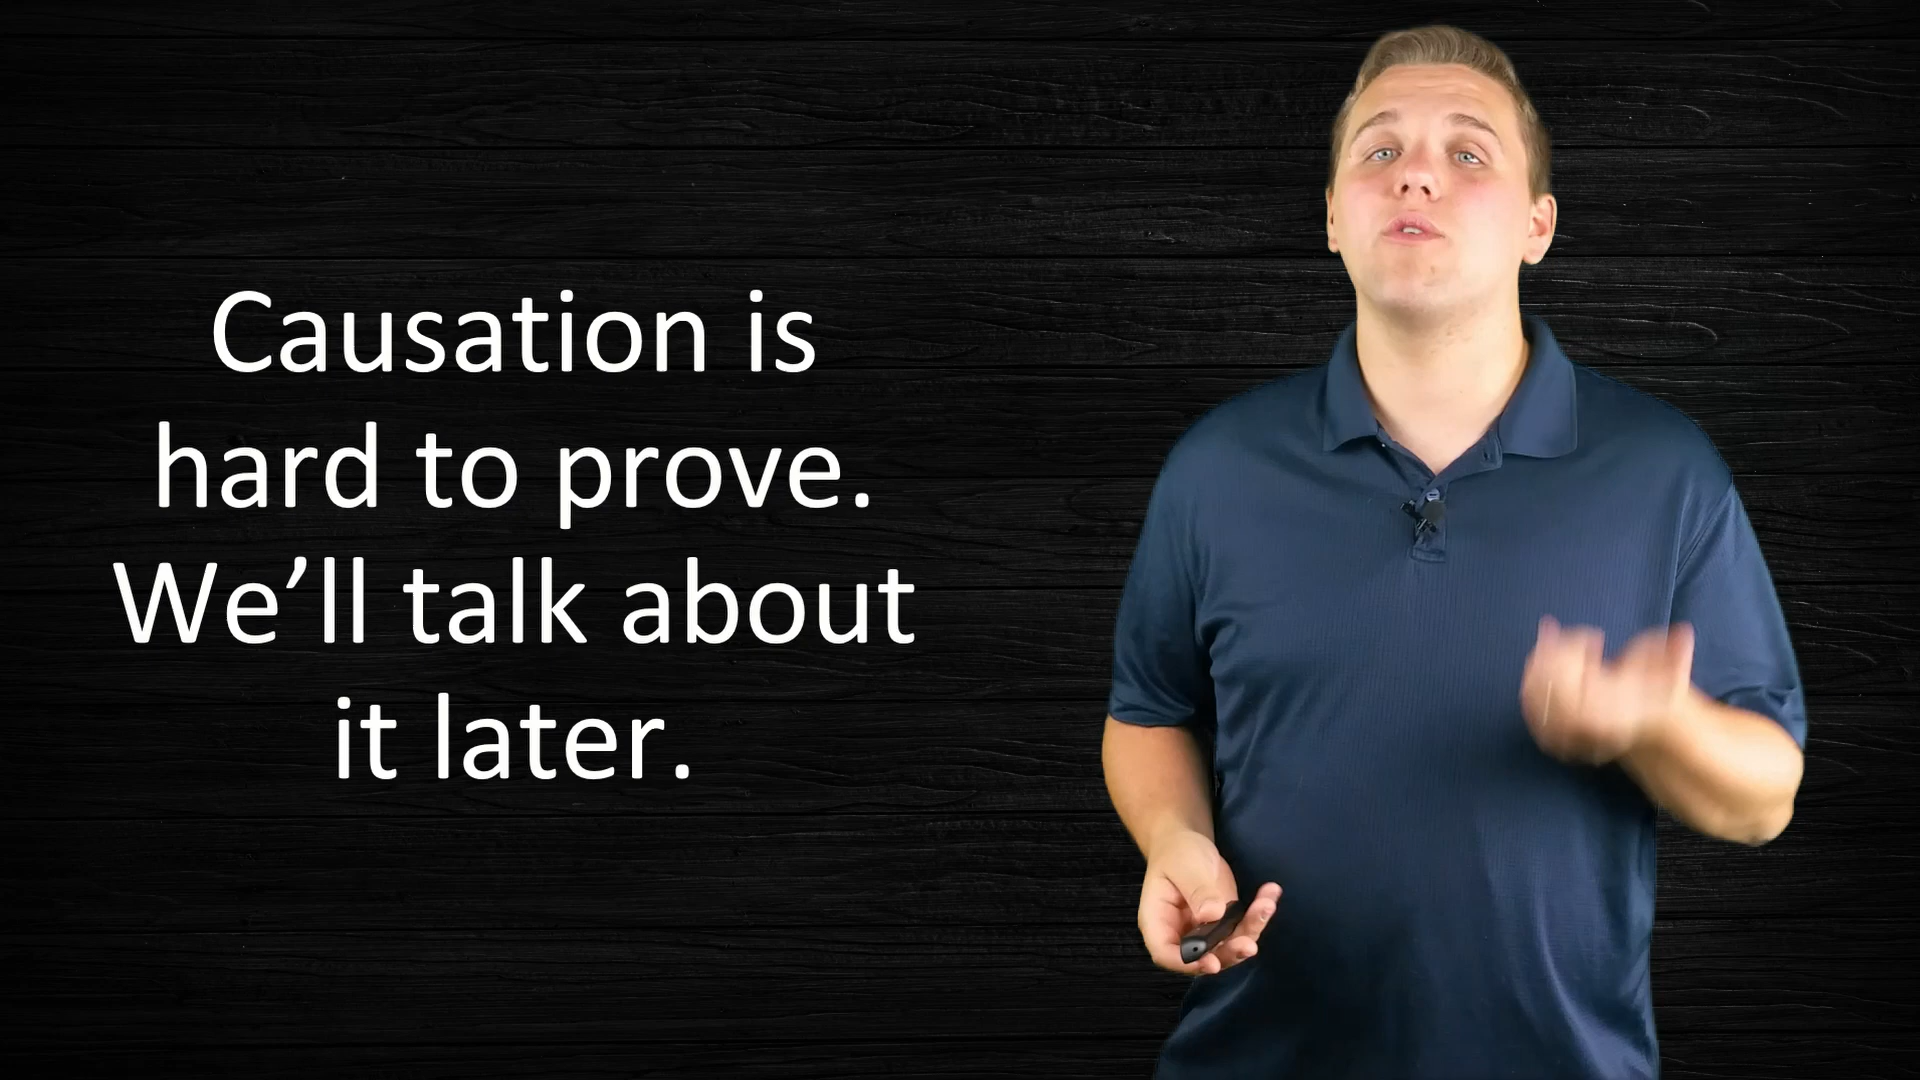 Causation is
hard to prove.
We’ll talk about
it later.